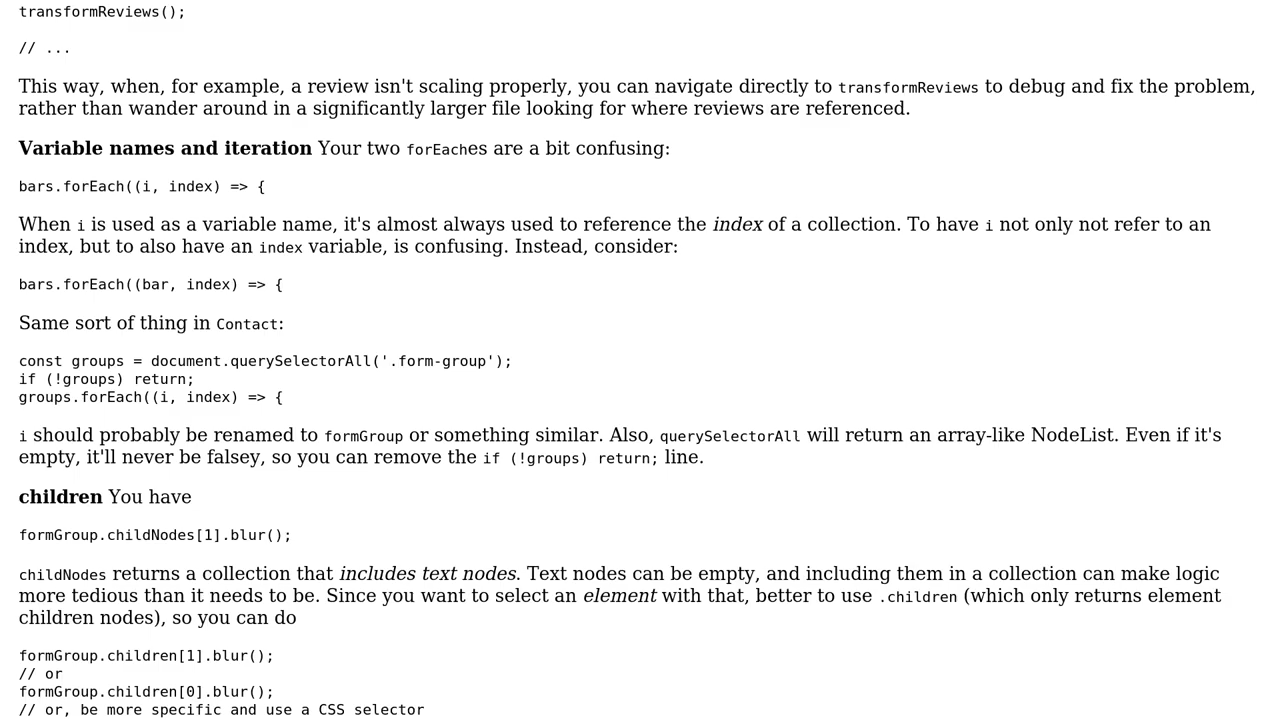 transformReviews();
// ...
This way, when, for example, a review isn't scaling properly, you can navigate directly to transformReviews to debug and fix the problem,
rather than wander around in a significantly larger file looking for where reviews are referenced.
Variable names and iteration Your two forEaches are a bit confusing:
bars.forEach((i, index) => {
When i is used as a variable name, it's almost always used to reference the index of a collection. To have i not only not refer to an
index, but to also have an index variable, is confusing. Instead, consider:
bars.forEach((bar, index) => {
Same sort of thing in Contact:
const groups = document.querySelectorAll('.form-group');
if (!groups) return;
groups.forEach((i, index) => {
i should probably be renamed to formGroup or something similar. Also, querySelectorAll will return an array-like NodeList. Even if it's
empty, it'll never be falsey, so you can remove the if (!groups) return; line.
children You have
formGroup.childNodes[1].blur();
childNodes returns a collection that includes text nodes. Text nodes can be empty, and including them in a collection can make logic
more tedious than it needs to be. Since you want to select an element with that, better to use .children (which only returns element
children nodes), so you can do
formGroup.children[1].blur();
// or
formGroup.children[0].blur();
// or, be more specific and use a CSS selector